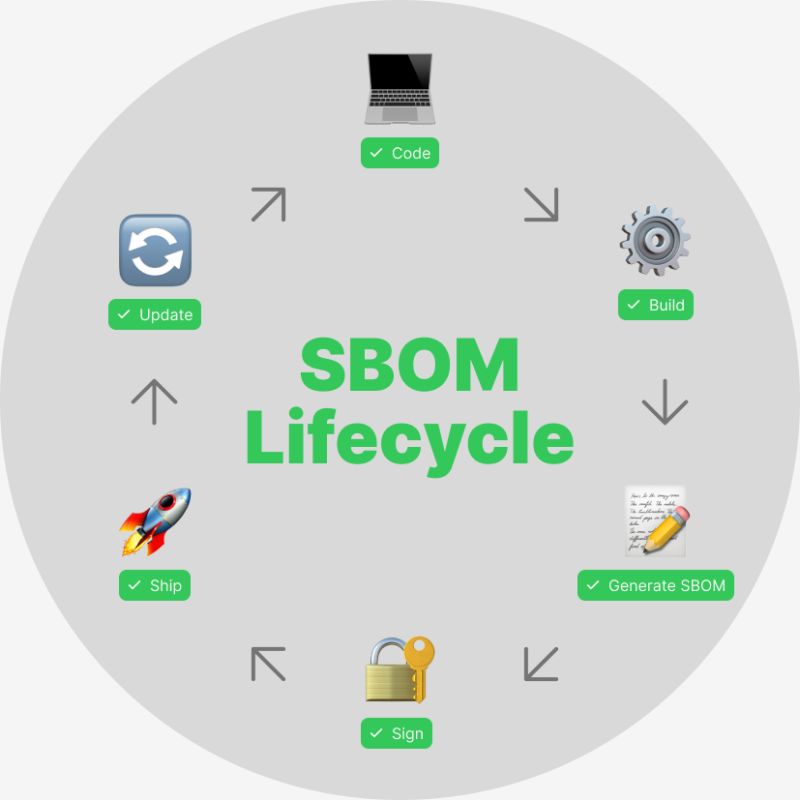 Code
Build
Generate SBOM
Sign
Ship
Update
SBOM
Lifecycle